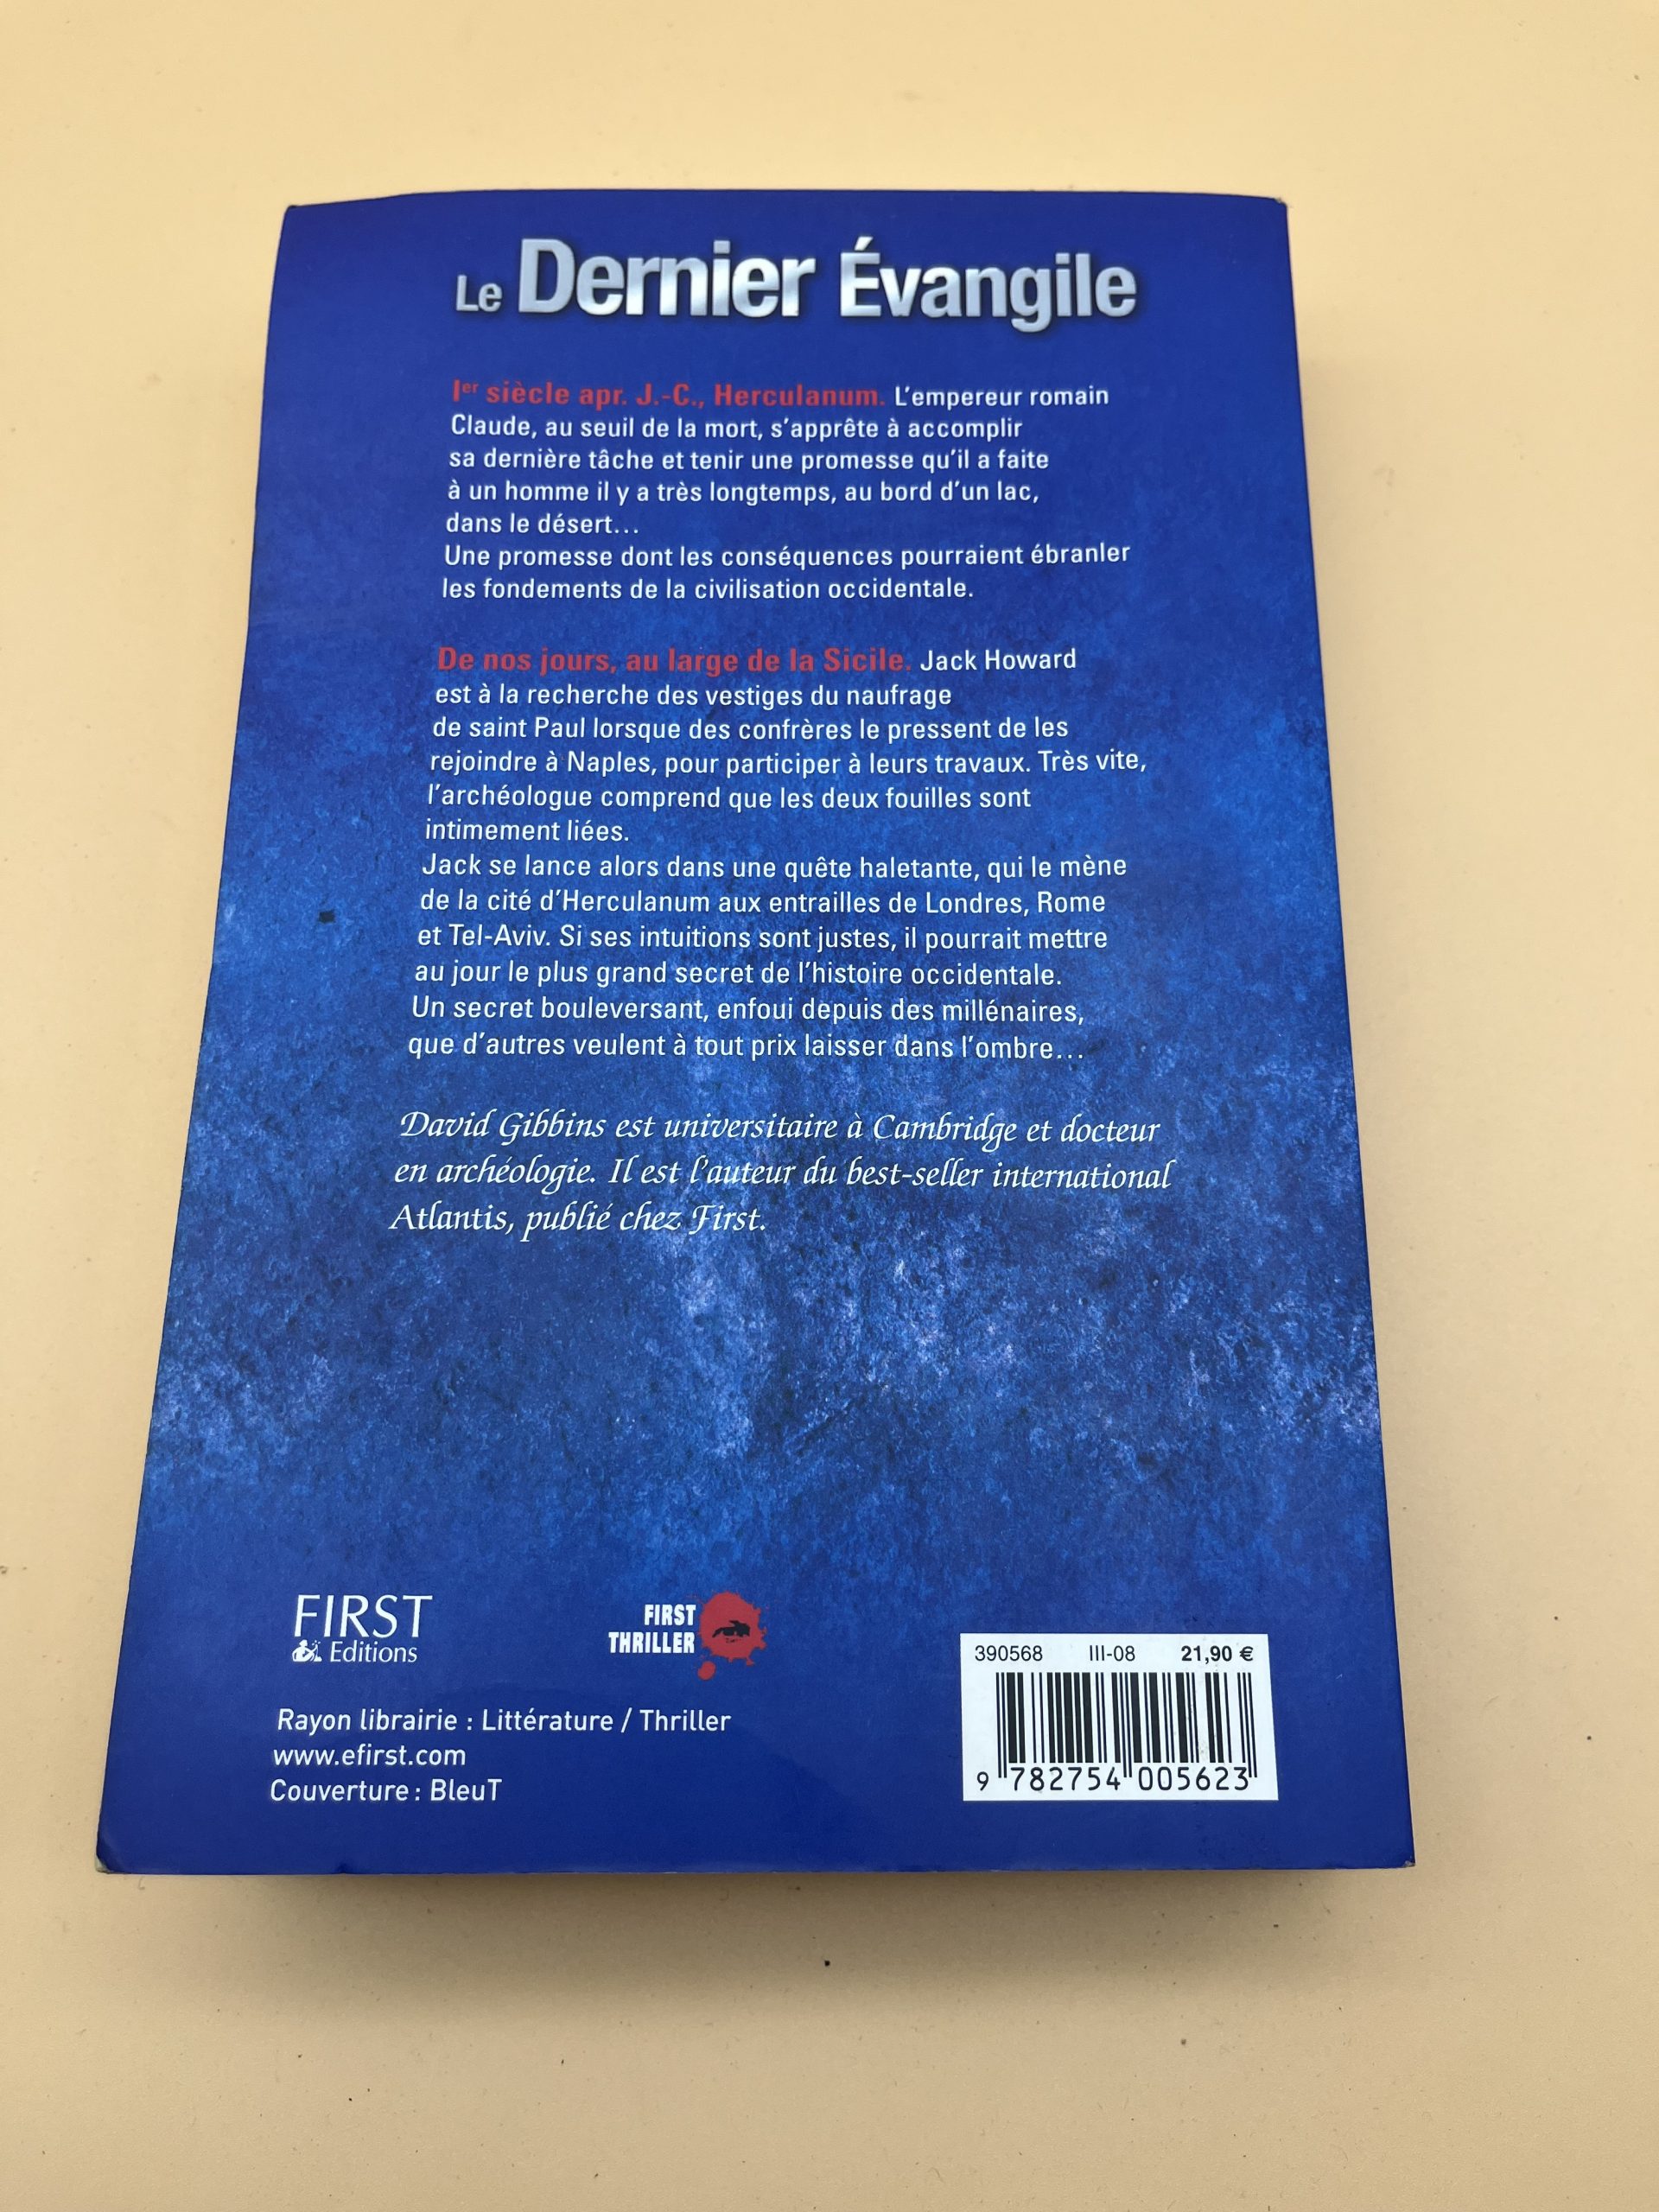 Le Dernier Évangile
Ier siècle apr. J.-C., Herculanum. L'empereur romain
Claude, au seuil de la mort, s'apprête à accomplir
sa dernière tâche et tenir une promesse qu'il a faite
à un homme il y a très longtemps, au bord d'un lac,
dans le désert...
Une promesse dont les conséquences pourraient ébranler
les fondements de la civilisation occidentale.
De nos jours, au large de la Sicile. Jack Howard
est à la recherche des vestiges du naufrage
de saint Paul lorsque des confrères le pressent de les
rejoindre à Naples, pour participer à leurs travaux. Très vite,
l'archéologue comprend que les deux fouilles sont
intimement liées.
Jack se lance alors dans une quête haletante, qui le mène
de la cité d'Herculanum aux entrailles de Londres, Rome
et Tel-Aviv. Si ses intuitions sont justes, il pourrait mettre
au jour le plus grand secret de l'histoire occidentale.
Un secret bouleversant, enfoui depuis des millénaires,
que d'autres veulent à tout prix laisser dans l'ombre...
David Gibbins est universitaire à Cambridge et docteur
en archéologie. Il est l'auteur du best-seller international
Atlantis, publié chez First.
FIRST
Editions
FIRST
THRILLER
Rayon librairie : Littérature / Thriller
www.efirst.com
Couverture : BleuT
390568 III-08 21,90 €
9 782754 005623